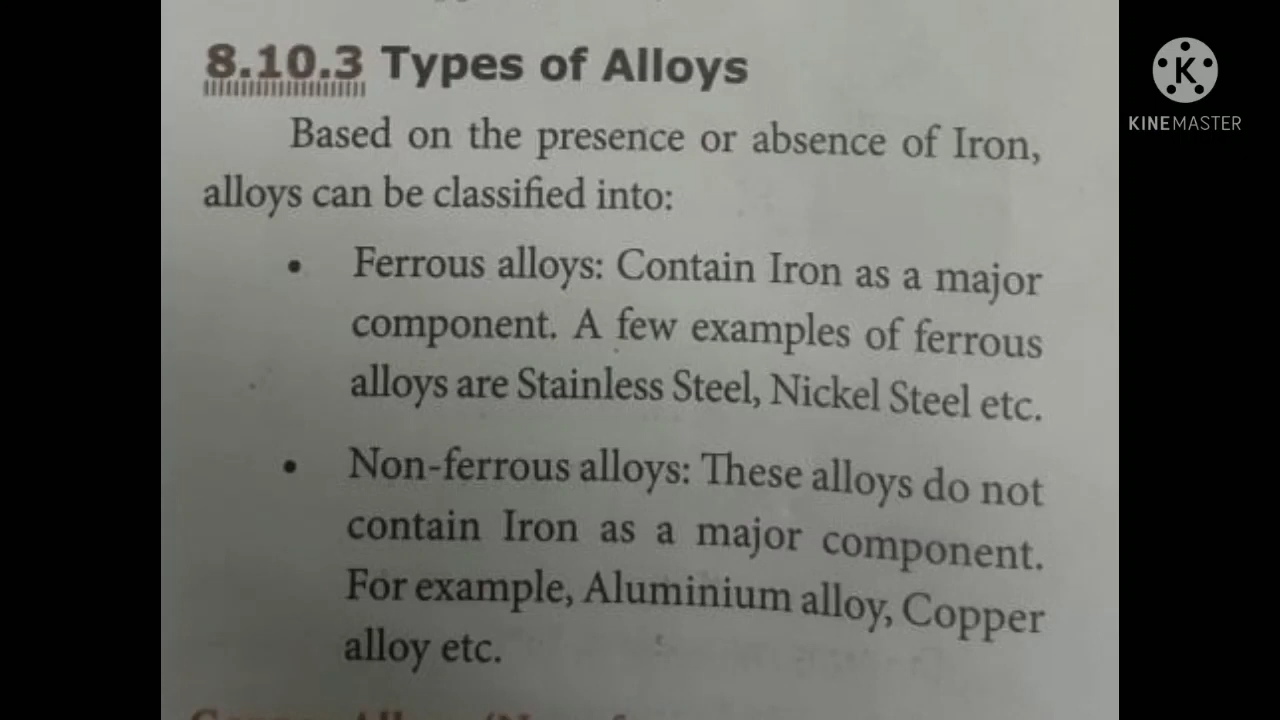 8.10.3 Types of Alloys
Based on the presence or absence of Iron,
alloys can be classified into:
• Ferrous alloys: Contain Iron as a major
component. A few examples of ferrous
alloys are Stainless Steel, Nickel Steel etc.
• Non-ferrous alloys: These alloys do not
contain Iron as a major component.
For example, Aluminium alloy, Copper
alloy etc.
K
KINEMASTER